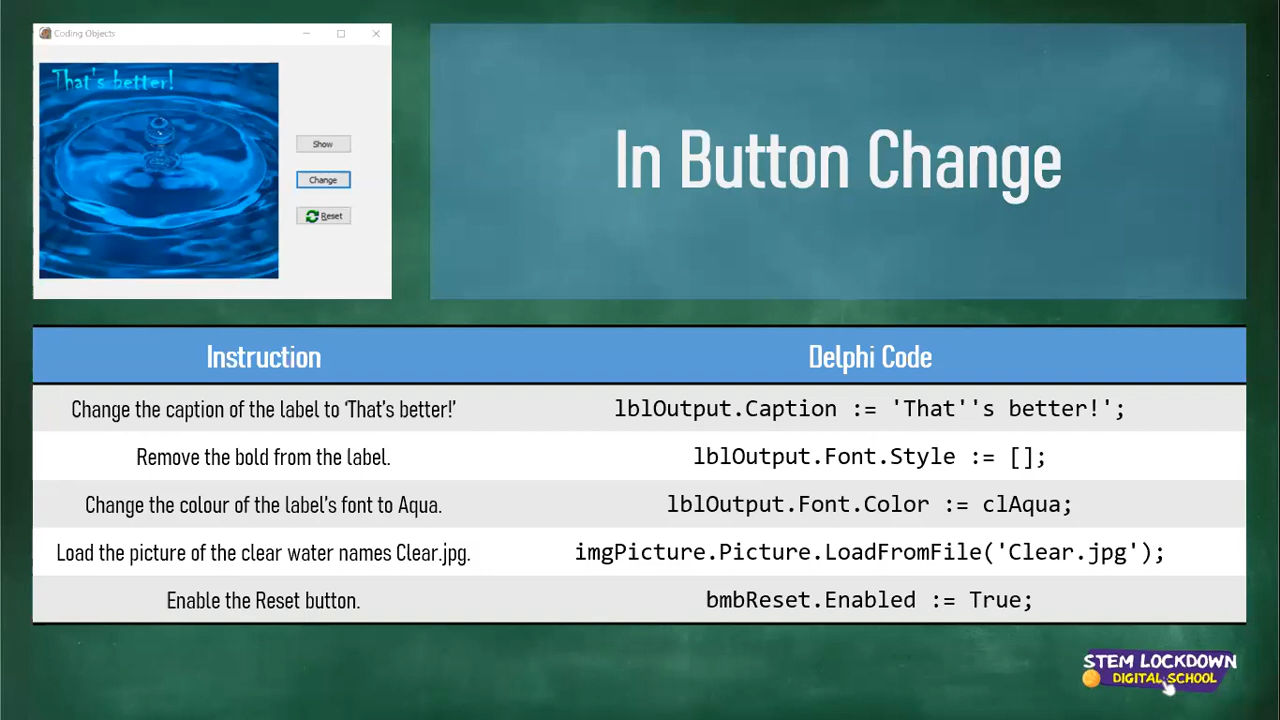 Coding Objects
That's better!
Show
Change
Reset
In Button Change
Instruction Delphi Code
Change the caption of the label to ‘That’s better!’ lblOutput.Caption := 'That''s better!';
Remove the bold from the label. lblOutput.Font.Style := [];
Change the colour of the label’s font to Aqua. lblOutput.Font.Color := clAqua;
Load the picture of the clear water names Clear.jpg. imgPicture.Picture.LoadFromFile('Clear.jpg');
Enable the Reset button. bmbReset.Enabled := True;
STEM LOCKDOWN
DIGITAL SCHOOL